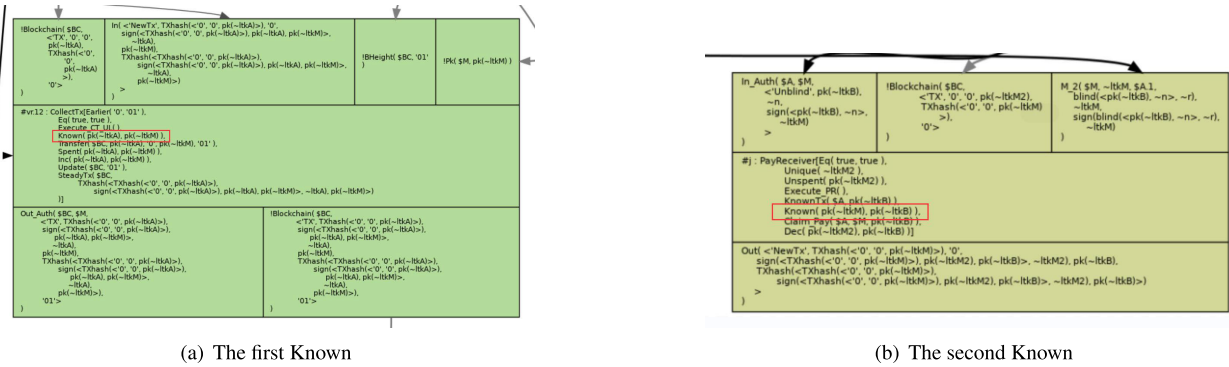 !Blockchain( $BC,
<'TX', '0', '0',
pk(~ltkA),
TXhash(<'0',
'0',
pk(~ltkA)
>),
'0'>
)
In( <'NewTx', TXhash(<'0', '0', pk(~ltkA)>), '0',
sign(<TXhash(<'0', '0', pk(~ltkA)>), pk(~ltkA), pk(~ltkM)>,
~ltkA),
pk(~ltkM),
TXhash(<TXhash(<'0', '0', pk(~ltkA)>),
sign(<TXhash(<'0', '0', pk(~ltkA)>), pk(~ltkA), pk(~ltkM)>,
~ltkA),
pk(~ltkM)>)
>
)
!BHeight( $BC, '01'
)
!Pk( $M, pk(~ltkM) )
#vr.12 : CollectTx[Earlier( '0', '01' ),
Eq( true, true ),
Execute_CT_UL( ),
Known( pk(~ltkA), pk(~ltkM) ),
Transfer( $BC, pk(~ltkA), '0', pk(~ltkM), '01' ),
Spent( pk(~ltkA), pk(~ltkM) ),
Inc( pk(~ltkA), pk(~ltkM) ),
Update( $BC, '01' ),
SteadyTx( $BC,
TXhash(<TXhash(<'0', '0', pk(~ltkA)>),
sign(<TXhash(<'0', '0', pk(~ltkA)>), pk(~ltkA), pk(~ltkM)>, ~ltkA), pk(~ltkM)>)
)]
Out_Auth( $BC, $M,
<'TX', TXhash(<'0', '0', pk(~ltkA)>),
sign(<TXhash(<'0', '0', pk(~ltkA)>),
pk(~ltkA), pk(~ltkM)>,
~ltkA),
pk(~ltkM),
TXhash(<TXhash(<'0', '0', pk(~ltkA)>),
sign(<TXhash(<'0', '0', pk(~ltkA)>),
pk(~ltkA), pk(~ltkM)>,
~ltkA),
pk(~ltkM)>),
'01'>
)
!Blockchain( $BC,
<'TX', TXhash(<'0', '0', pk(~ltkA)>),
sign(<TXhash(<'0', '0', pk(~ltkA)>),
pk(~ltkA), pk(~ltkM)>,
~ltkA),
pk(~ltkM),
TXhash(<TXhash(<'0', '0', pk(~ltkA)>),
sign(<TXhash(<'0', '0', pk(~ltkA)>),
pk(~ltkA), pk(~ltkM)>,
~ltkA),
pk(~ltkM)>),
'01'>
)
(a) The first Known
In_Auth( $A, $M,
<'Unblind', pk(~ltkB),
~n,
sign(<pk(~ltkB), ~n>,
~ltkM)
>
)
!Blockchain( $BC,
<'TX', '0', '0', pk(~ltkM2),
TXhash(<'0', '0', pk(~ltkM)
>),
'0'>
)
M_2( $M, ~ltkM, $A.1,
blind(<pk(~ltkB), ~n>, ~r),
~ltkM,
sign(blind(<pk(~ltkB), ~n>, ~r),
~ltkM)
)
#j : PayReceiver[Eq( true, true ),
Unique( ~ltkM2 ),
Unspent( pk(~ltkM2) ),
Execute_PR( ),
KnownTx( $A, pk(~ltkB) ),
Known( pk(~ltkM), pk(~ltkB) ),
Claim_Pay( $A, $M, pk(~ltkB) ),
Dec( pk(~ltkM2), pk(~ltkB) )]
Out( <'NewTx', TXhash(<'0', '0', pk(~ltkM)>), '0',
sign(<TXhash(<'0', '0', pk(~ltkM)>), pk(~ltkM2), pk(~ltkB)>, ~ltkM2), pk(~ltkB),
TXhash(<TXhash(<'0', '0', pk(~ltkM)>),
sign(<TXhash(<'0', '0', pk(~ltkM)>), pk(~ltkM2), pk(~ltkB)>, ~ltkM2), pk(~ltkB)>)
>
)
(b) The second Known